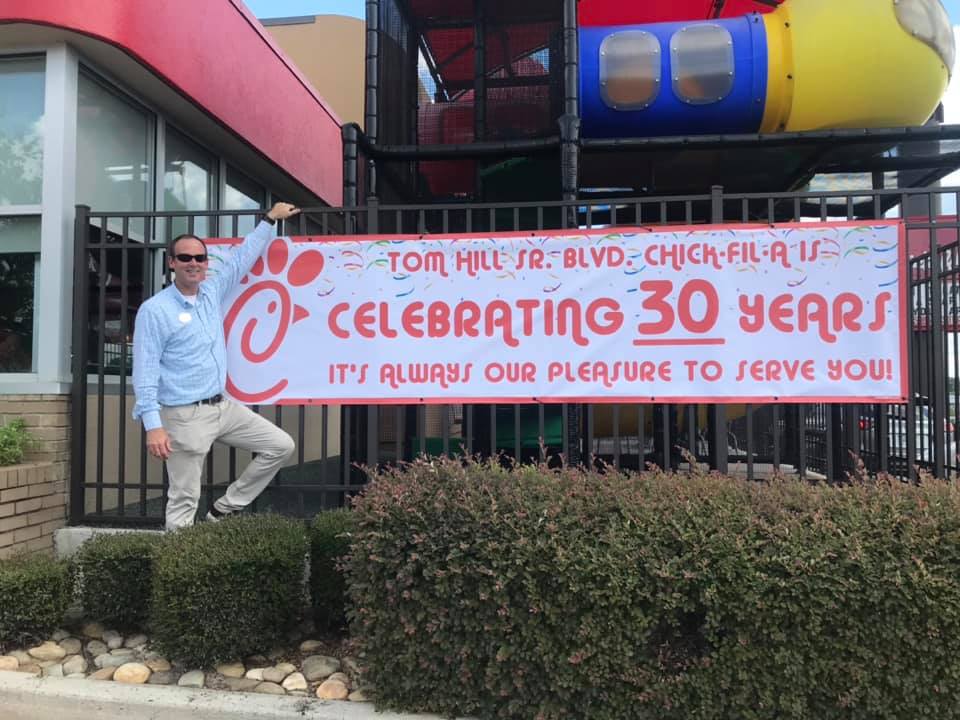 TOM HILL SR. BLVD. CHICK-FIL-A IS
CELEBRATING 30 YEARS
IT'S ALWAYS OUR PLEASURE TO SERVE YOU!